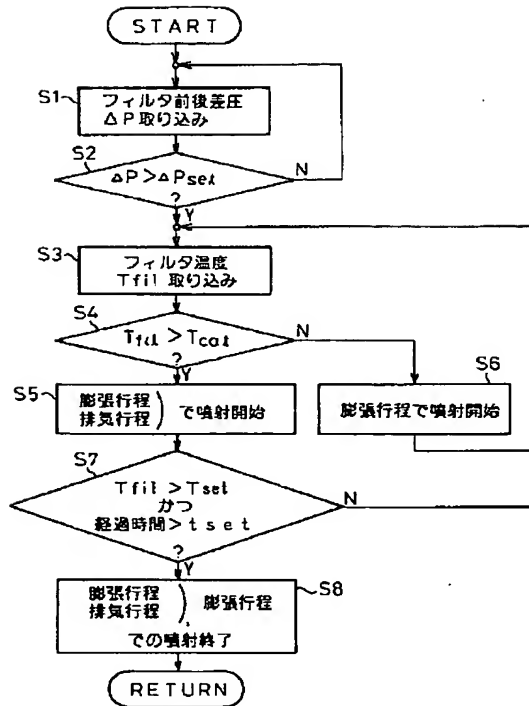 START
S1
フィルタ前後差圧
ΔP取り込み
S2
ΔP>ΔPset
?
N
Y
S3
フィルタ温度
Tfil 取り込み
S4
Tfil>Tcat
?
N
Y
S5
膨張行程
排気行程 ) で噴射開始
S6
膨張行程で噴射開始
S7
Tfil>Tset
かつ
経過時間>tset
?
N
Y
S8
膨張行程
排気行程 ), 膨張行程
での噴射終了
RETURN